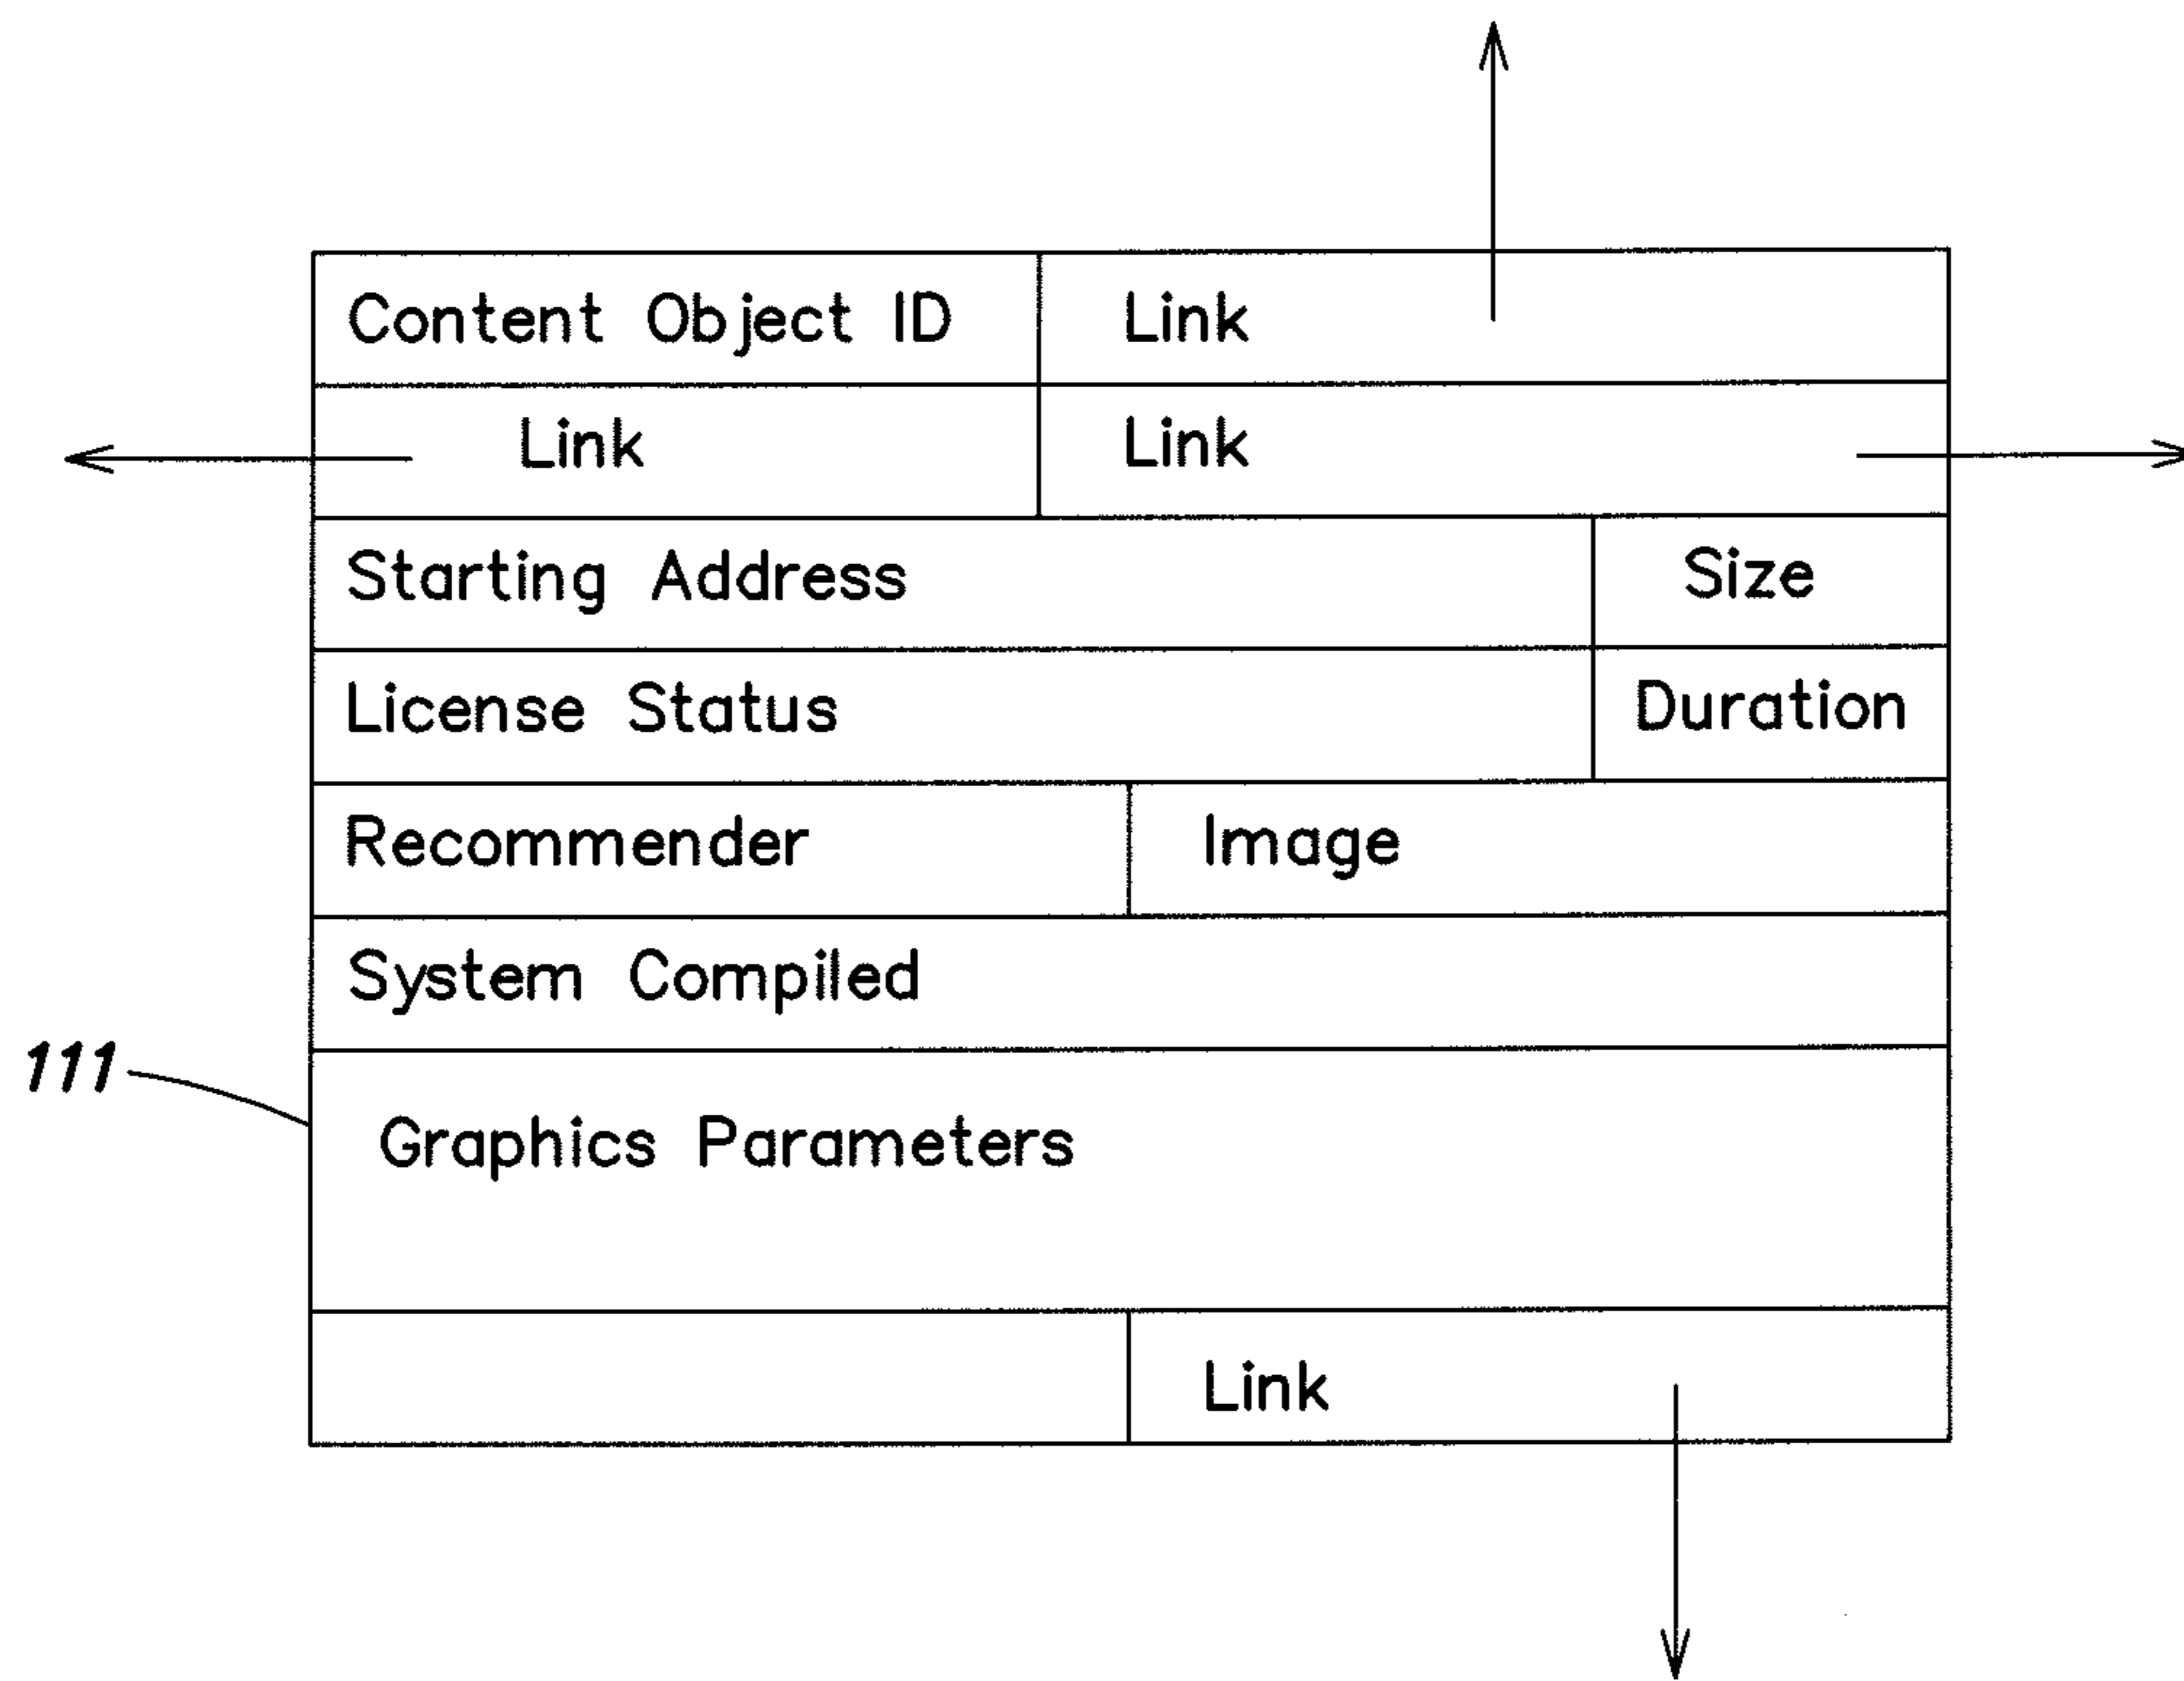 Content Object ID Link
Link Link
Starting Address Size
License Status Duration
Recommender Image
System Compiled
111
Graphics Parameters
Link